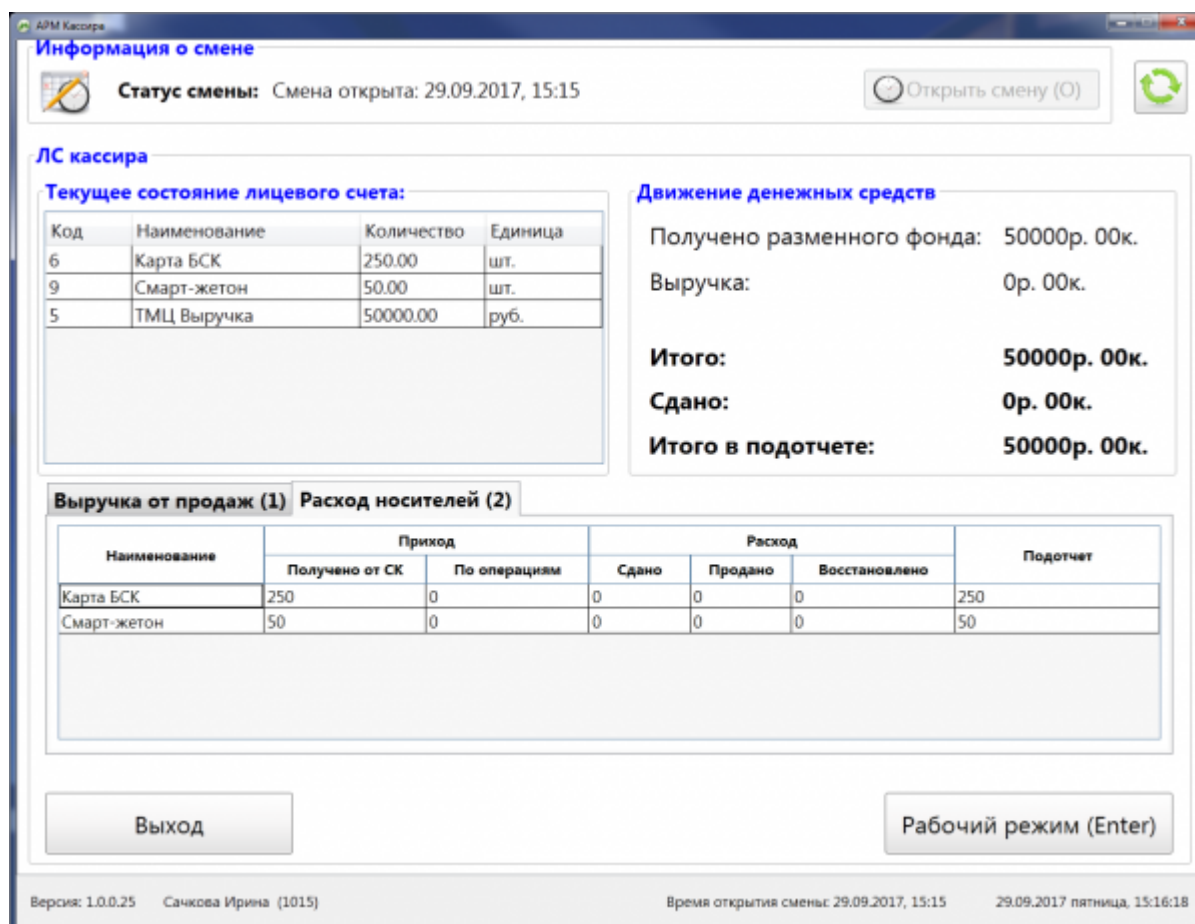 АРМ Кассира
Информация о смене
Статус смены: Смена открыта: 29.09.2017, 15:15
Открыть смену (О)
ЛС кассира
Текущее состояние лицевого счета:
Код Наименование Количество Единица
6 Карта БСК 250.00 шт.
9 Смарт-жетон 50.00 шт.
5 ТМЦ Выручка 50000.00 руб.
Движение денежных средств
Получено разменного фонда: 50000р. 00к.
Выручка: 0р. 00к.
Итого: 50000р. 00к.
Сдано: 0р. 00к.
Итого в подотчете: 50000р. 00к.
Выручка от продаж (1) Расход носителей (2)
Наименование Приход Расход Подотчет
Получено от СК По операциям Сдано Продано Восстановлено
Карта БСК 250 0 0 0 0 250
Смарт-жетон 50 0 0 0 0 50
Выход Рабочий режим (Enter)
Версия: 1.0.0.25 Сачкова Ирина (1015) Время открытия смены: 29.09.2017, 15:15 29.09.2017 пятница, 15:16:18